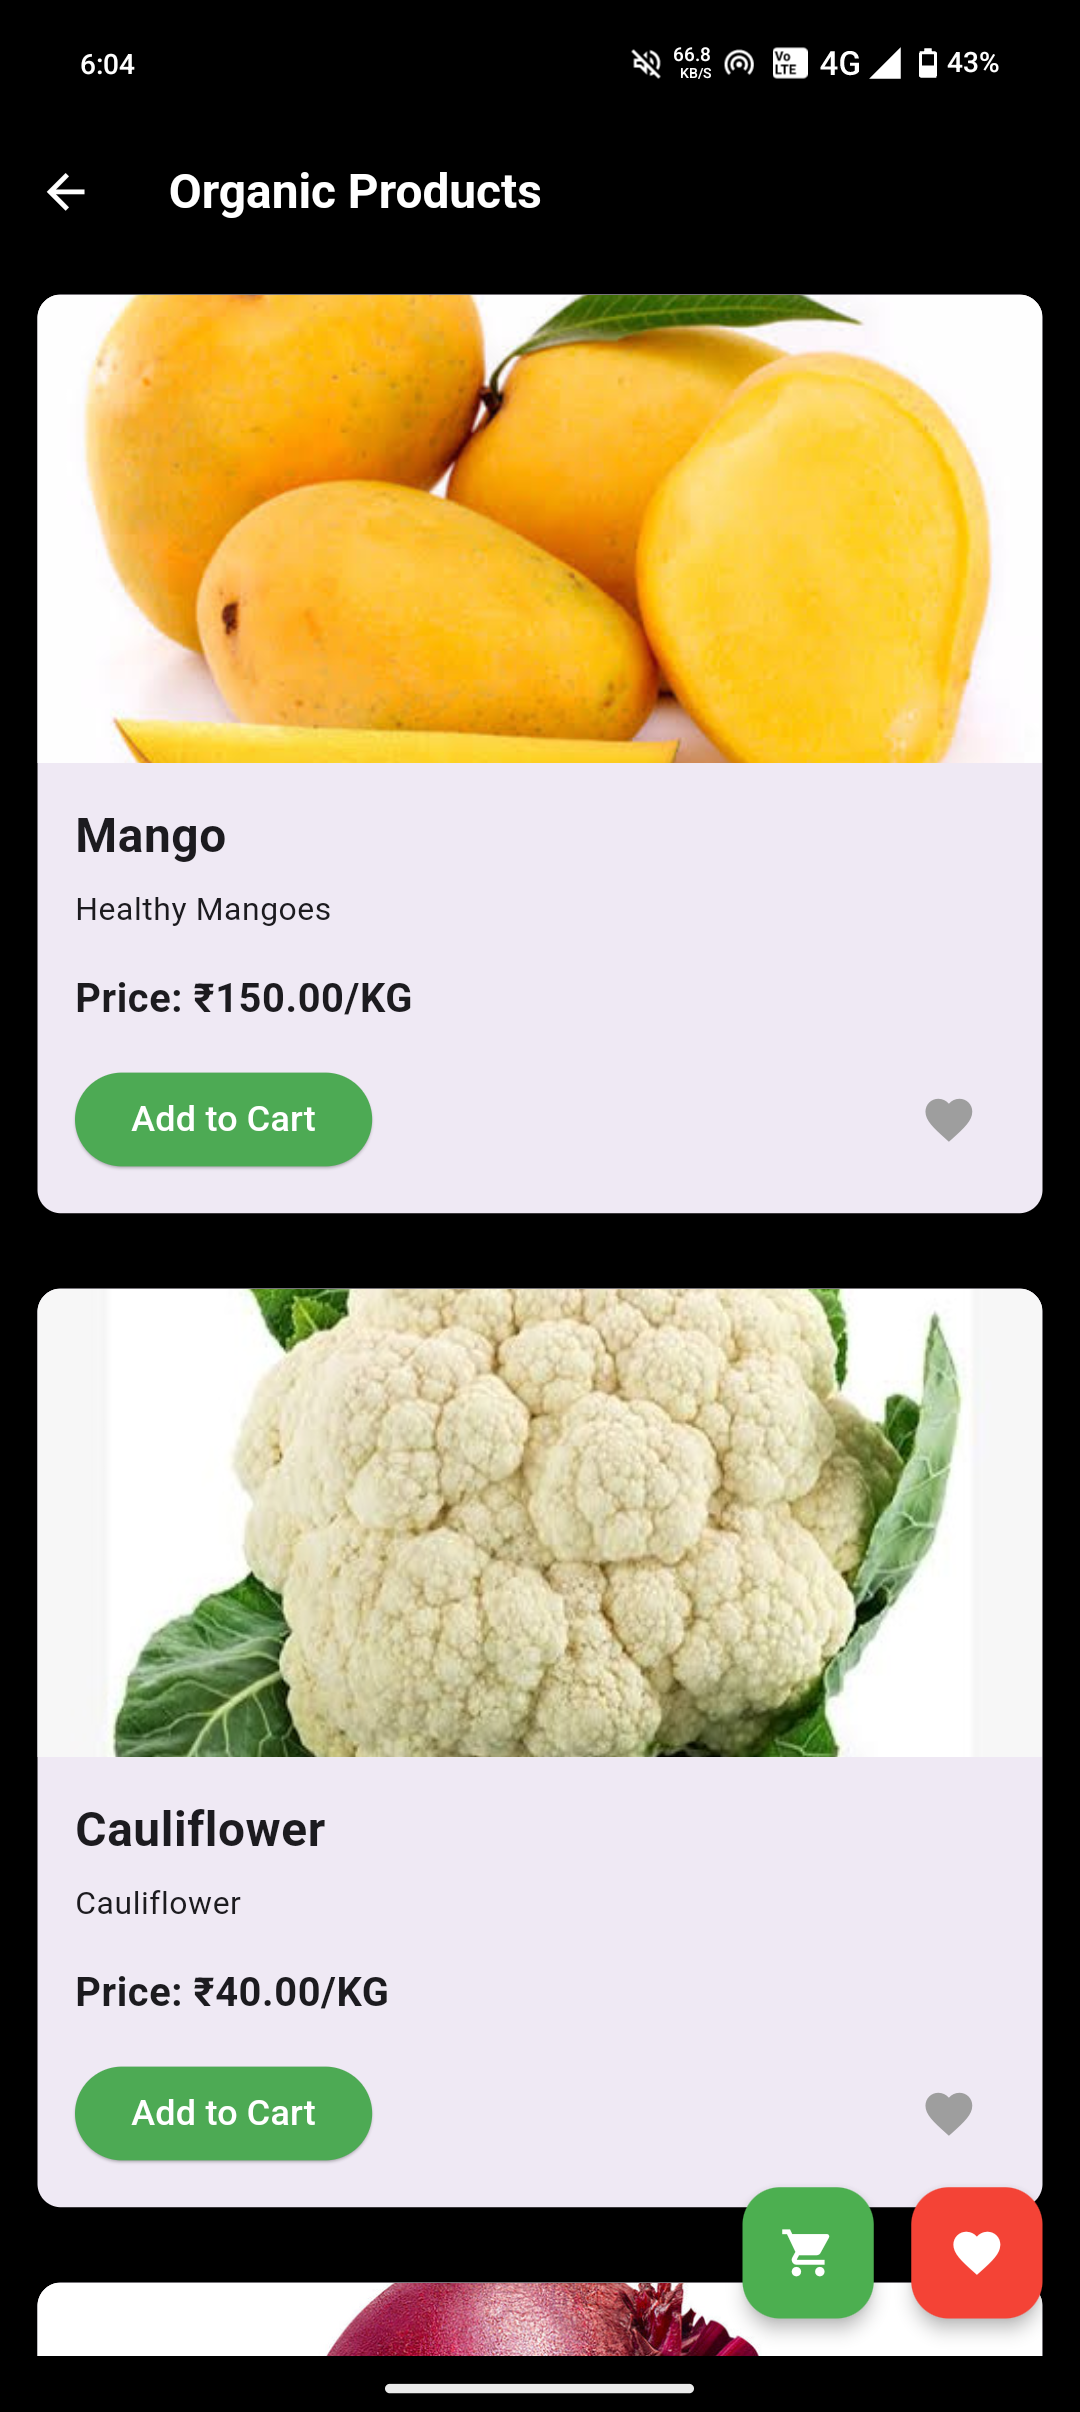 6:04
66.8
KB/S
Vo
LTE
4G
43%
Organic Products
Mango
Healthy Mangoes
Price: ₹150.00/KG
Add to Cart
Cauliflower
Cauliflower
Price: ₹40.00/KG
Add to Cart